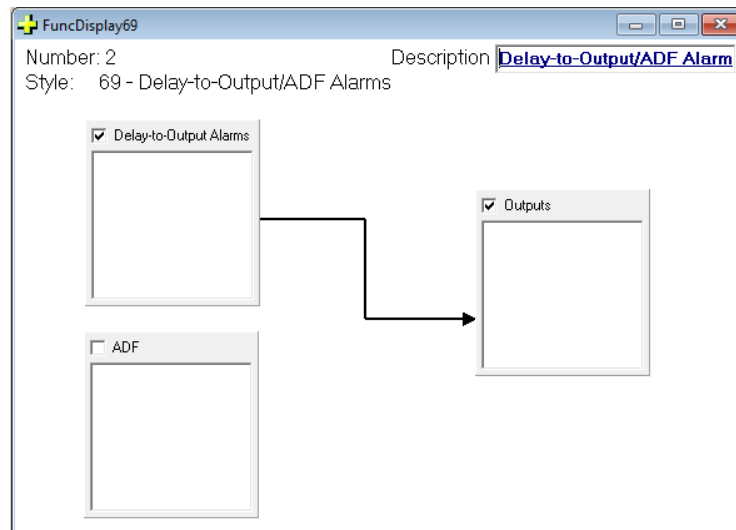 FuncDisplay69
Number: 2
Description Delay-to-Output/ADF Alarm
Style: 69 - Delay-to-Output/ADF Alarms
Delay-to-Output Alarms
Outputs
ADF